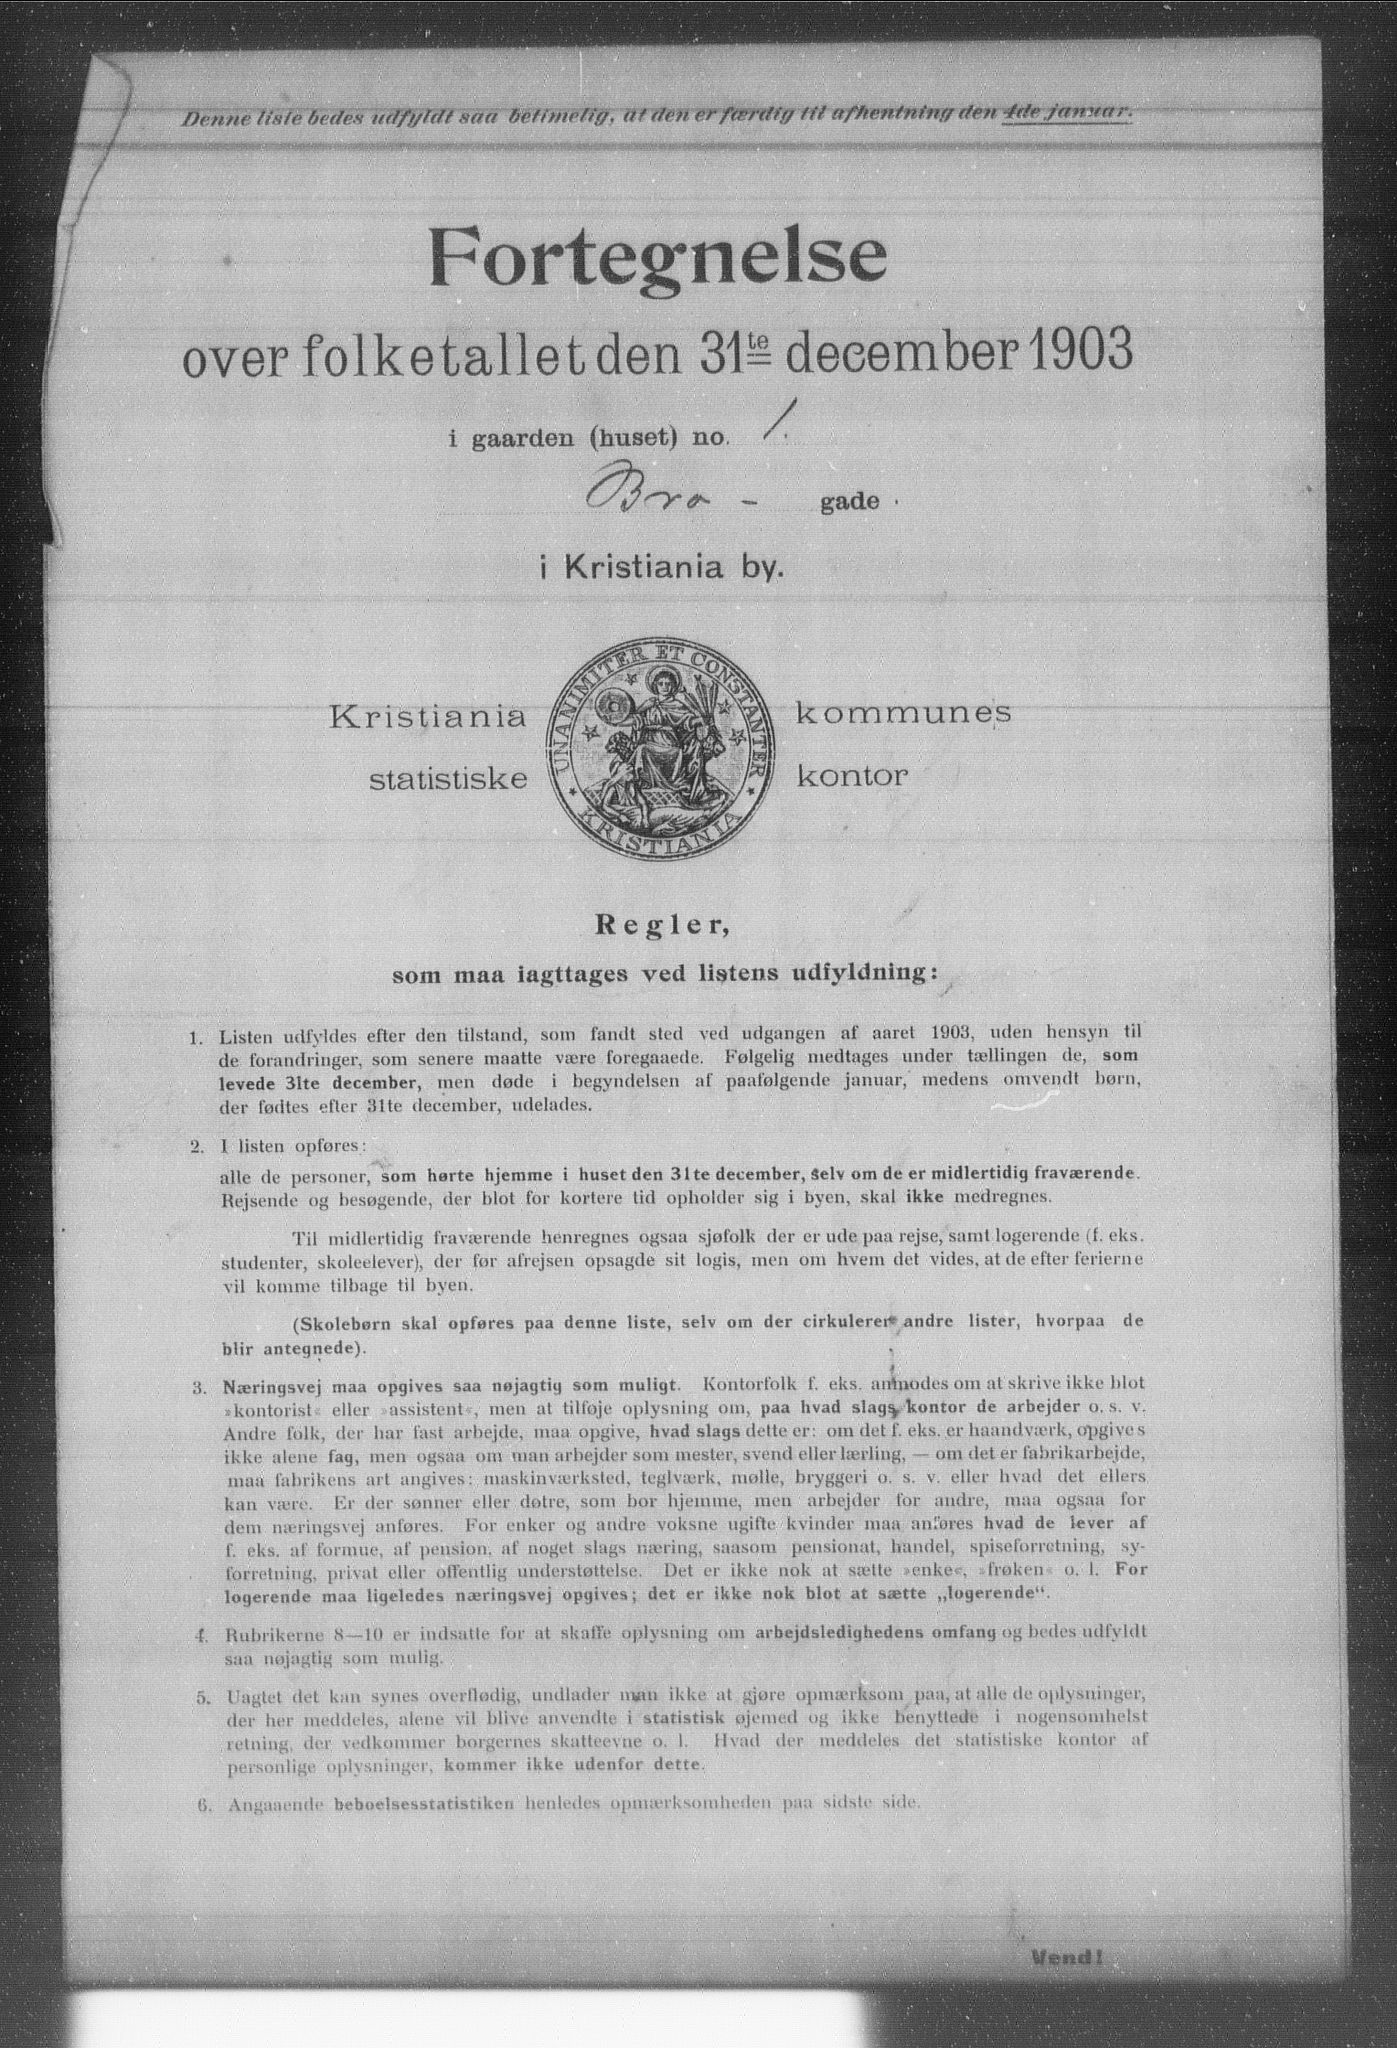 Denne liste bedes udfyldt saa betimelig, at den er færdig til afhentning den 4de januar.
Fortegnelse
over folketallet den 31te december 1903
i gaarden (huset) no. 1.
Bro - gade
i Kristiania by.
Kristiania kommunes
statistiske kontor
UNANIMITER ET CONSTANTER
KRISTIANIA
Regler,
som maa iagttages ved listens udfyldning:
1. Listen udfyldes efter den tilstand, som fandt sted ved udgangen af aaret 1903, uden hensyn til
de forandringer, som senere maatte være foregaaede. Følgelig medtages under tællingen de, som
levede 31te december, men døde i begyndelsen af paafølgende januar, medens omvendt børn,
der fødtes efter 31te december, udelades.
2. I listen opføres:
alle de personer, som hørte hjemme i huset den 31te december, selv om de er midlertidig fraværende.
Rejsende og besøgende, der blot for kortere tid opholder sig i byen, skal ikke medregnes.
Til midlertidig fraværende henregnes ogsaa sjøfolk der er ude paa rejse, samt logerende (f. eks.
studenter, skoleelever), der før afrejsen opsagde sit logis, men om hvem det vides, at de efter ferierne
vil komme tilbage til byen.
(Skolebørn skal opføres paa denne liste, selv om der cirkulerer andre lister, hvorpaa de
blir antegnede).
3. Næringsvej maa opgives saa nøjagtig som muligt. Kontorfolk f. eks. anmodes om at skrive ikke blot
»kontorist« eller »assistent«, men at tilføje oplysning om, paa hvad slags kontor de arbejder o. s. v.
Andre folk, der har fast arbejde, maa opgive, hvad slags dette er: om det f. eks. er haandværk, opgives
ikke alene fag, men ogsaa om man arbejder som mester, svend eller lærling, — om det er fabrikarbejde,
maa fabrikens art angives: maskinværksted, teglværk, mølle, bryggeri o. s. v. eller hvad det ellers
kan være. Er der sønner eller døtre, som bor hjemme, men arbejder for andre, maa ogsaa for
dem næringsvej anføres. For enker og andre voksne ugifte kvinder maa anføres hvad de lever af
f. eks. af formue, af pension, af noget slags næring, saasom pensionat, handel, spiseforretning, sy-
forretning, privat eller offentlig understøttelse. Det er ikke nok at sætte »enke«, »frøken« o. l. For
logerende maa ligeledes næringsvej opgives; det er ikke nok blot at sætte „logerende“.
4. Rubrikerne 8—10 er indsatte for at skaffe oplysning om arbejdsledighedens omfang og bedes udfyldt
saa nøjagtig som mulig.
5. Uagtet det kan synes overflødig, undlader man ikke at gjøre opmærksom paa, at alle de oplysninger,
der her meddeles, alene vil blive anvendte i statistisk øjemed og ikke benyttede i nogensomhelst
retning, der vedkommer borgernes skatteevne o. l. Hvad der meddeles det statistiske kontor af
personlige oplysninger, kommer ikke udenfor dette.
6. Angaaende beboelsesstatistiken henledes opmærksomheden paa sidste side.
Vend!